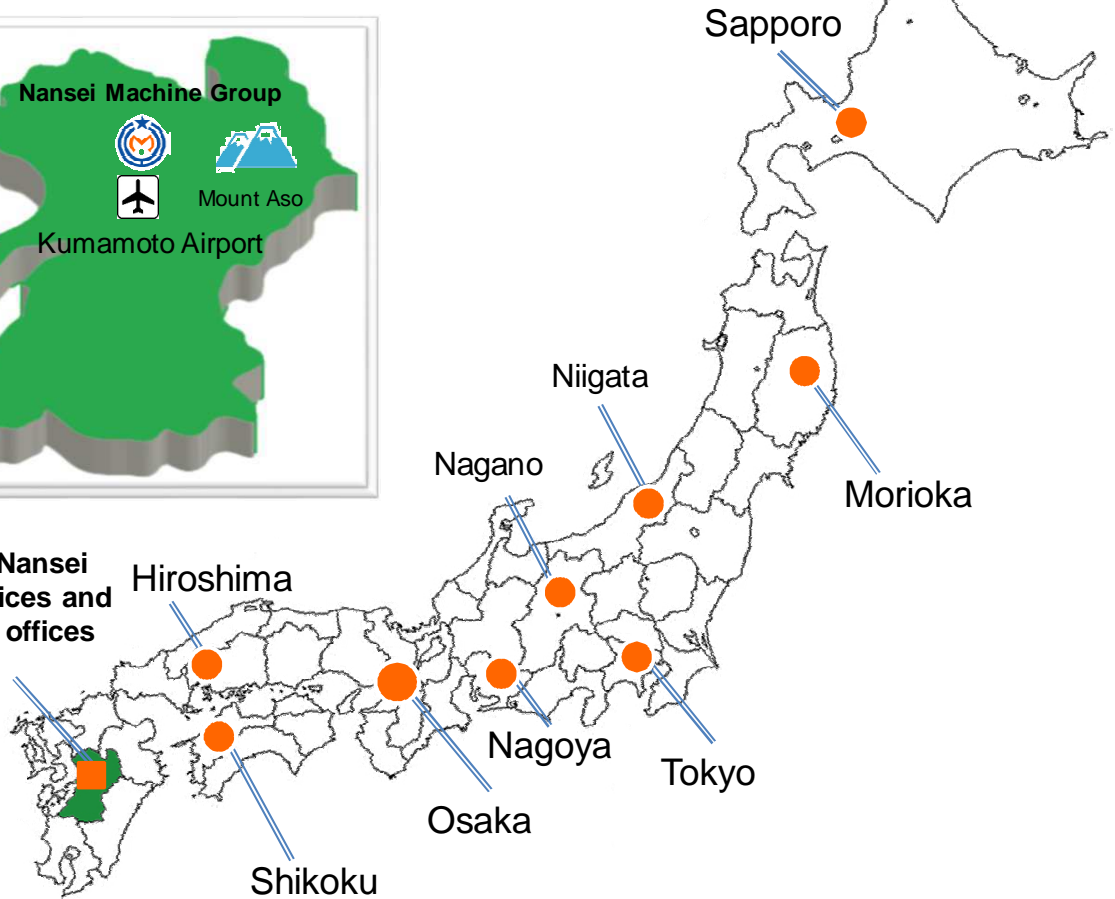 Sapporo
Nansei Machine Group
Mount Aso
Kumamoto Airport
Niigata
Nagano
Morioka
Nansei
ices and
offices
Hiroshima
Nagoya
Tokyo
Osaka
Shikoku